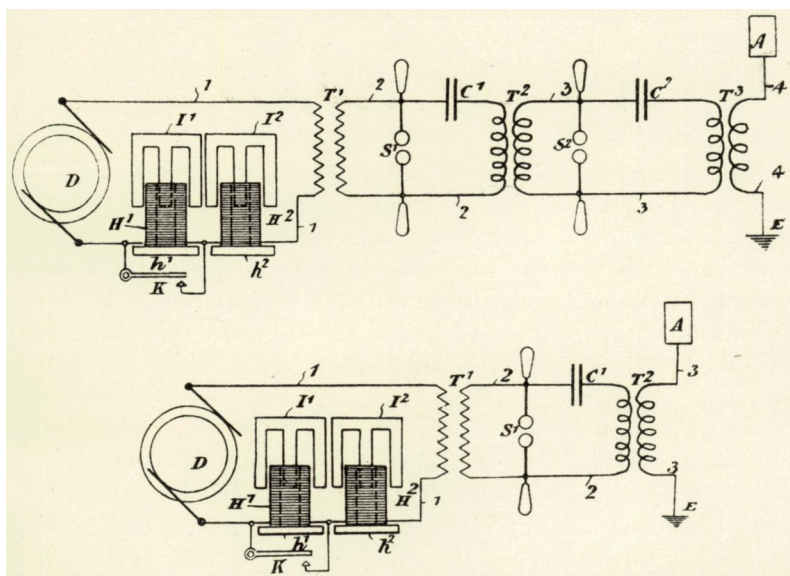 1 T¹ 2 C¹ T² 3 C² T³ A 4
I¹ I²
D S¹ S²
H¹ H² 1 2 3 4
h¹ h² E
K
1 T¹ 2 C¹ T² A 3
I¹ I²
D S¹
H¹ H² 1 2 3
h¹ h² E
K